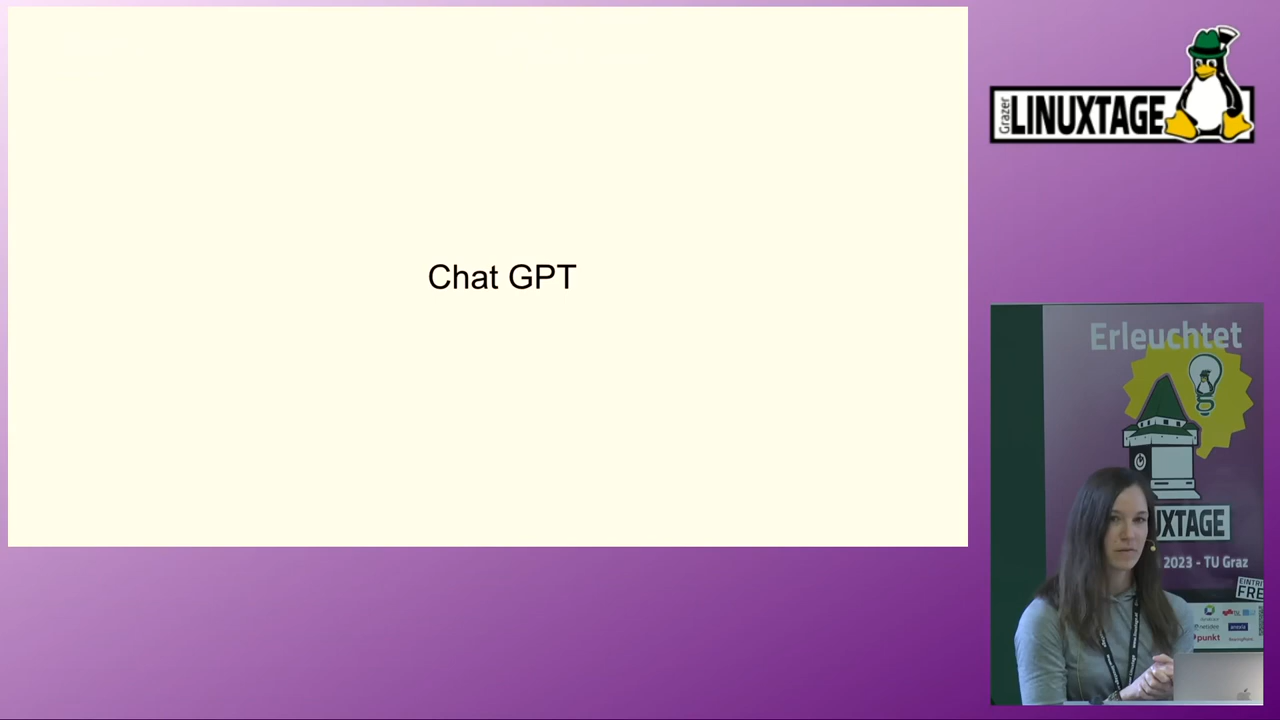 Chat GPT
Grazer
LINUXTAGE
Erleuchtet
UXTAGE
2023 - TU Graz
EINTRI
FRE
punkt